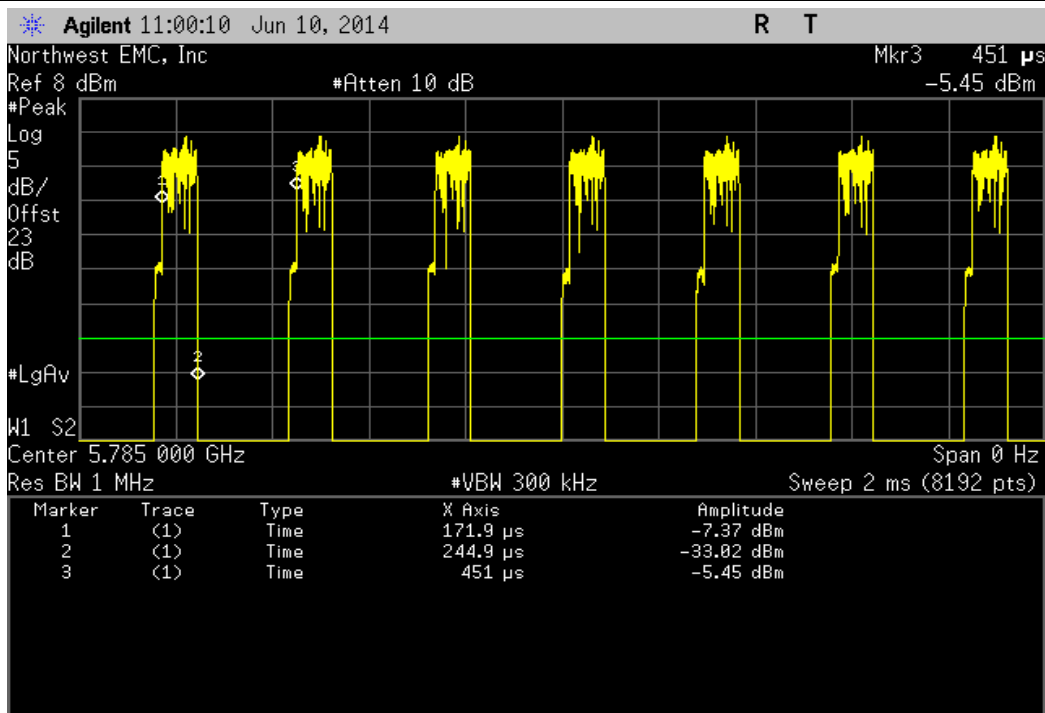 Agilent 11:00:10 Jun 10, 2014 R T
Northwest EMC, Inc Mkr3 451 µs
Ref 8 dBm #Atten 10 dB -5.45 dBm
#Peak
Log
5
dB/
Offst
23
dB
1
3
2
#LgAv
W1 S2
Center 5.785 000 GHz Span 0 Hz
Res BW 1 MHz #VBW 300 kHz Sweep 2 ms (8192 pts)
Marker Trace Type X Axis Amplitude
1 (1) Time 171.9 µs -7.37 dBm
2 (1) Time 244.9 µs -33.02 dBm
3 (1) Time 451 µs -5.45 dBm